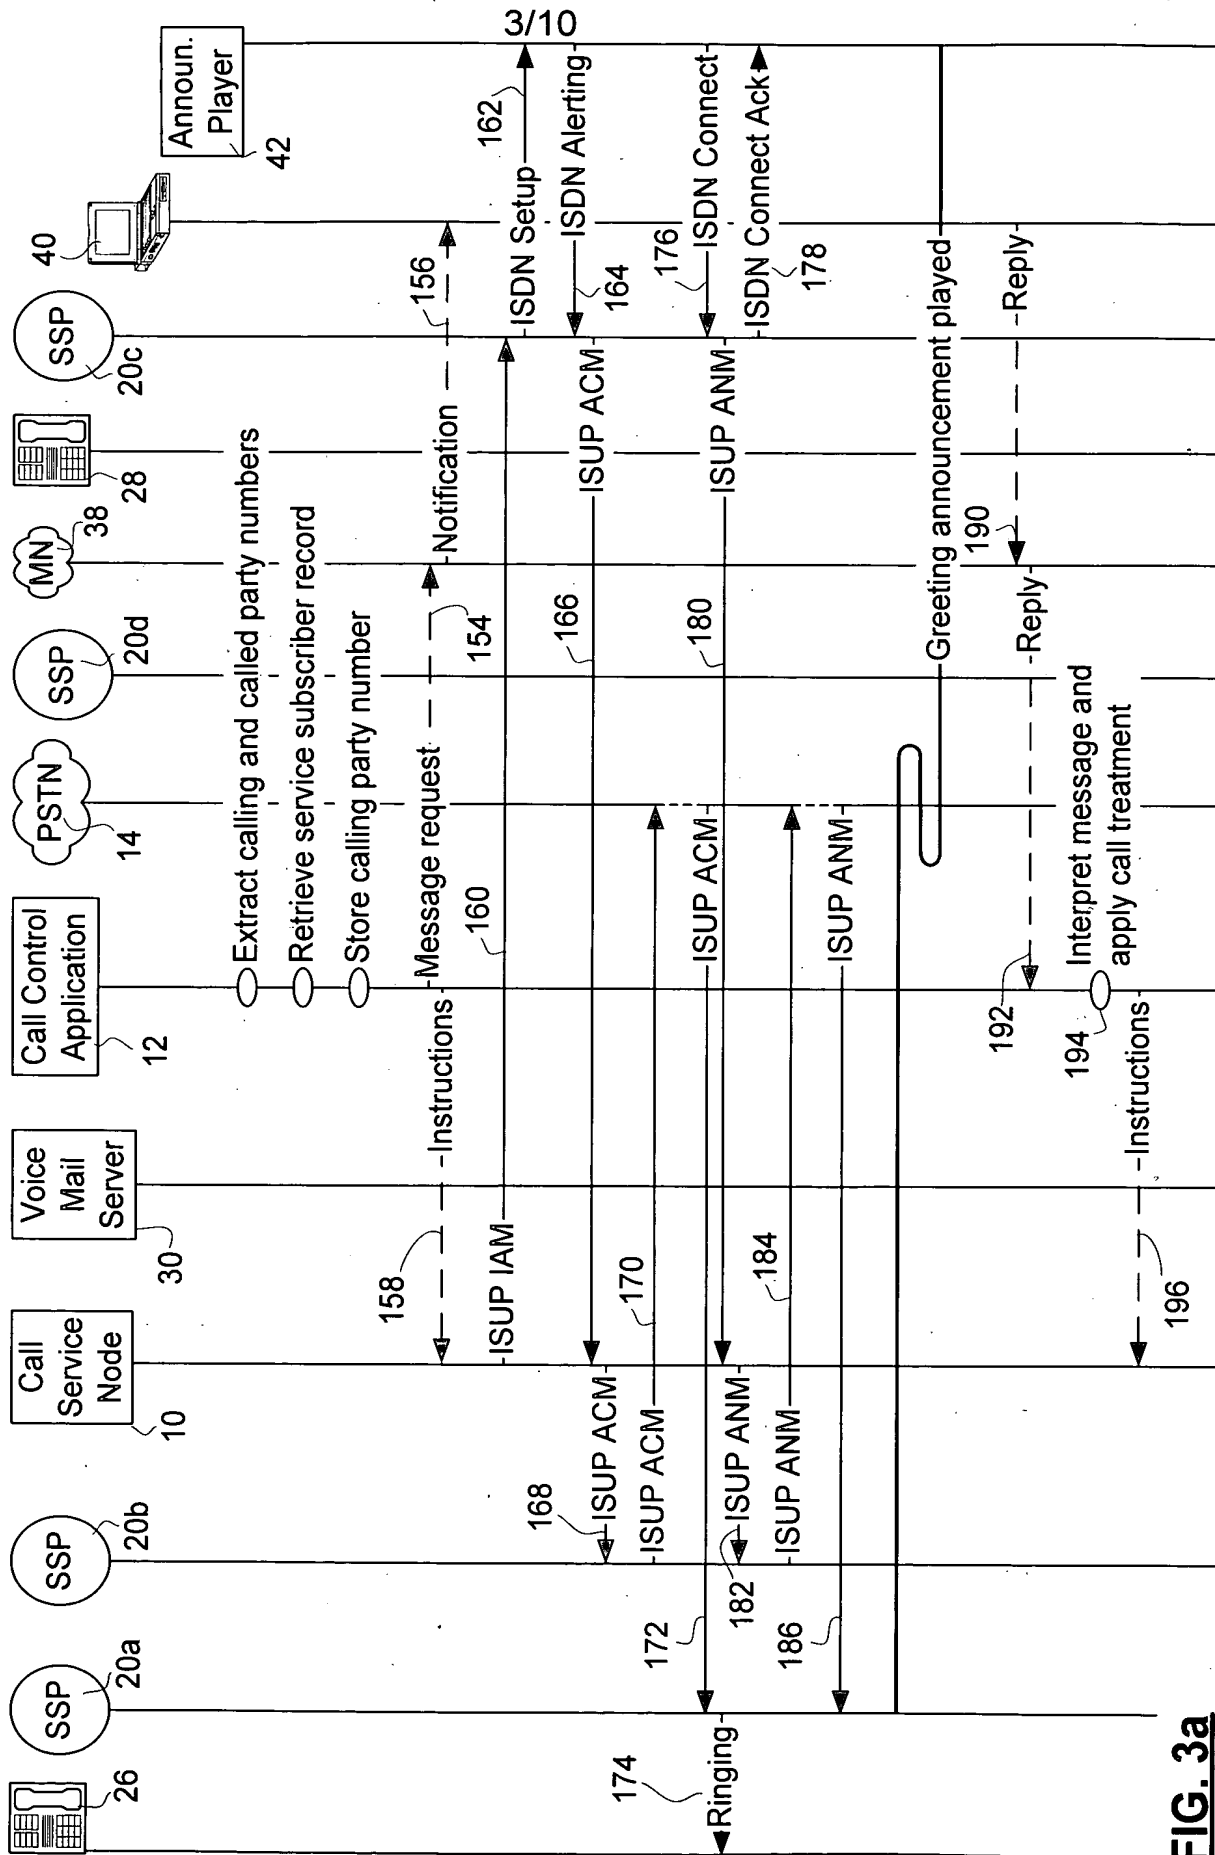 3/10
26
SSP
20a
SSP
20b
Call
Service
Node
10
Voice
Mail
Server
30
Call Control
Application
12
PSTN
14
SSP
20d
MN
38
28
SSP
20c
40
Announ.
Player
42
Extract calling and called party numbers
Retrieve service subscriber record
Store calling party number
Message request
154
Notification
156
Instructions
158
ISUP IAM
160
ISDN Setup
162
ISDN Alerting
164
ISUP ACM
166
ISUP ACM
168
ISUP ACM
170
ISUP ACM
172
Ringing
174
ISDN Connect
176
ISDN Connect Ack
178
ISUP ANM
180
ISUP ANM
182
ISUP ANM
184
ISUP ANM
186
Greeting announcement played
Reply
190
Reply
192
Interpret message and
apply call treatment
194
Instructions
196
FIG. 3a